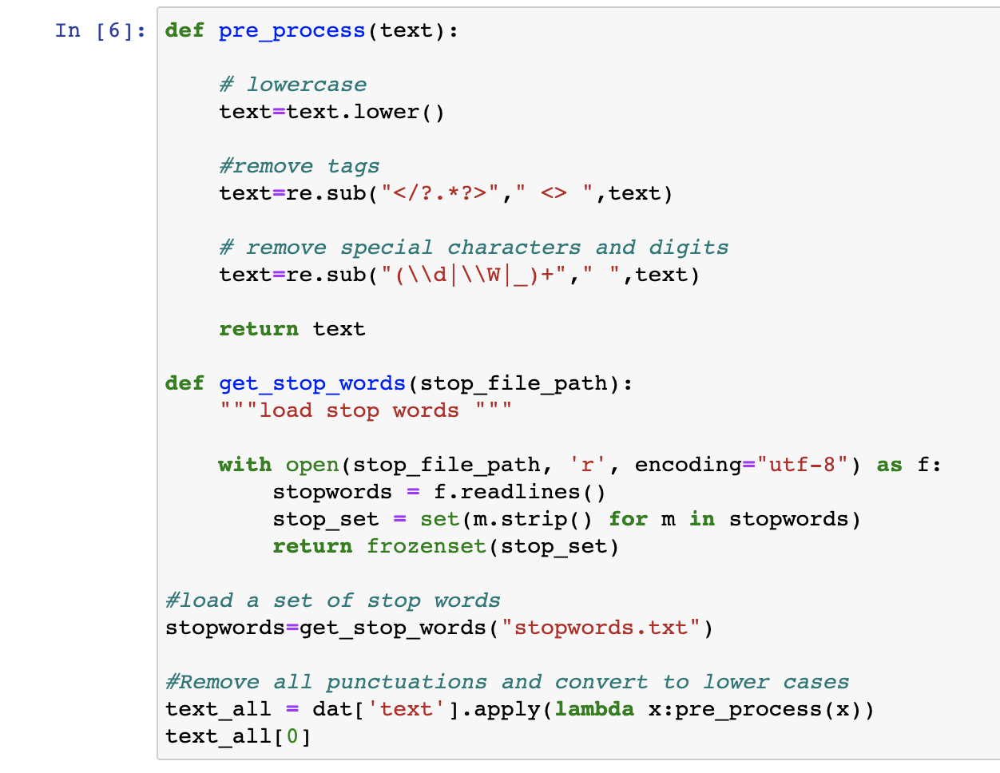 In [6]: def pre_process(text):
# lowercase
text=text.lower()
#remove tags
text=re.sub("</?.*?>"," <> ",text)
# remove special characters and digits
text=re.sub("(\\d|\\W|_)+"," ",text)
return text
def get_stop_words(stop_file_path):
"""load stop words """
with open(stop_file_path, 'r', encoding="utf-8") as f:
stopwords = f.readlines()
stop_set = set(m.strip() for m in stopwords)
return frozenset(stop_set)
#load a set of stop words
stopwords=get_stop_words("stopwords.txt")
#Remove all punctuations and convert to lower cases
text_all = dat['text'].apply(lambda x:pre_process(x))
text_all[0]